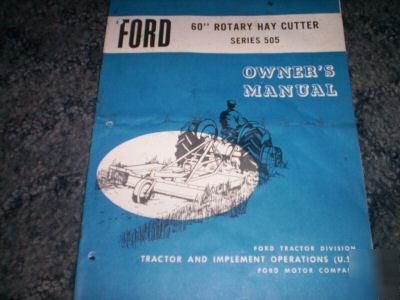 FORD
60" ROTARY HAY CUTTER
SERIES 505
OWNER'S
MANUAL
FORD TRACTOR DIVISION
TRACTOR AND IMPLEMENT OPERATIONS (U.S
FORD MOTOR COMPA